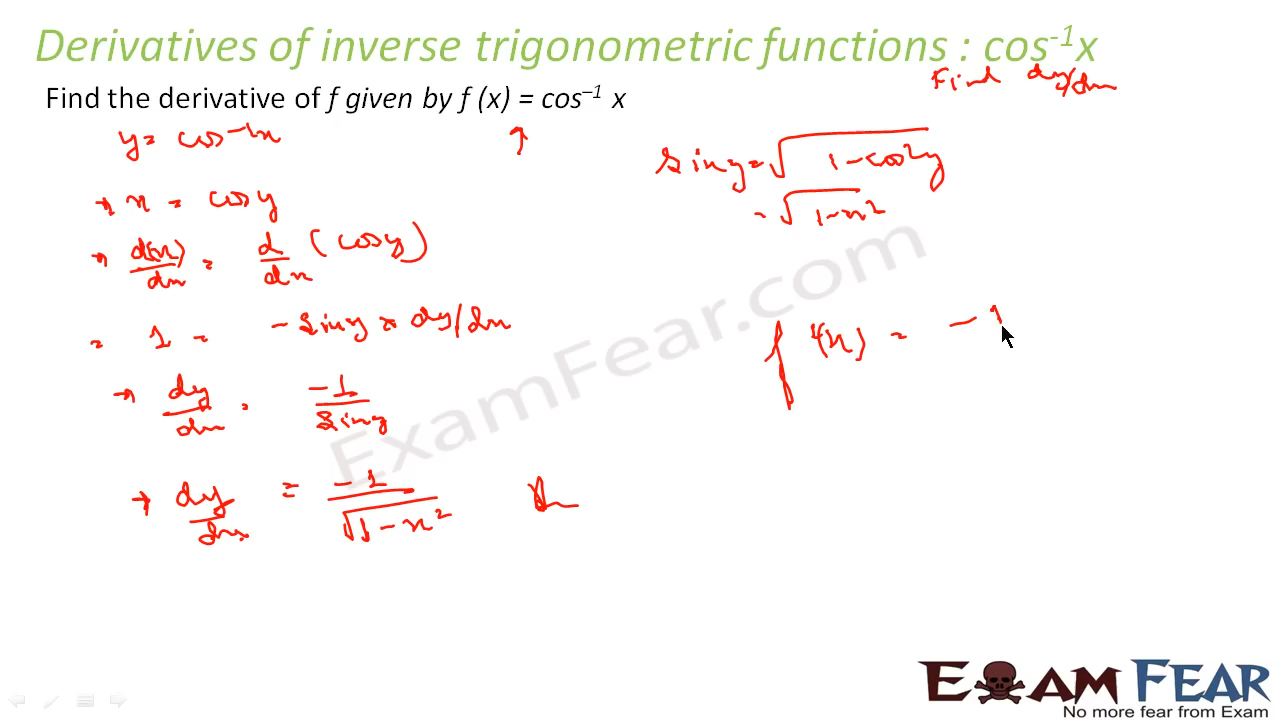 Derivatives of inverse trigonometric functions : cos⁻¹x
Find dy/dx
Find the derivative of f given by f (x) = cos⁻¹ x
y = cos⁻¹x
→ x = cos y
→ d(x)/dx = d/dx (cos y)
= 1 = - sin y × dy/dx
→ dy/dx = -1/sin y
→ dy/dx = -1/√1-x²
sin y = √1-cos²y
= √1-x²
f'(x) = -1
ExamFear.com
EXAM FEAR
No more fear from Exam